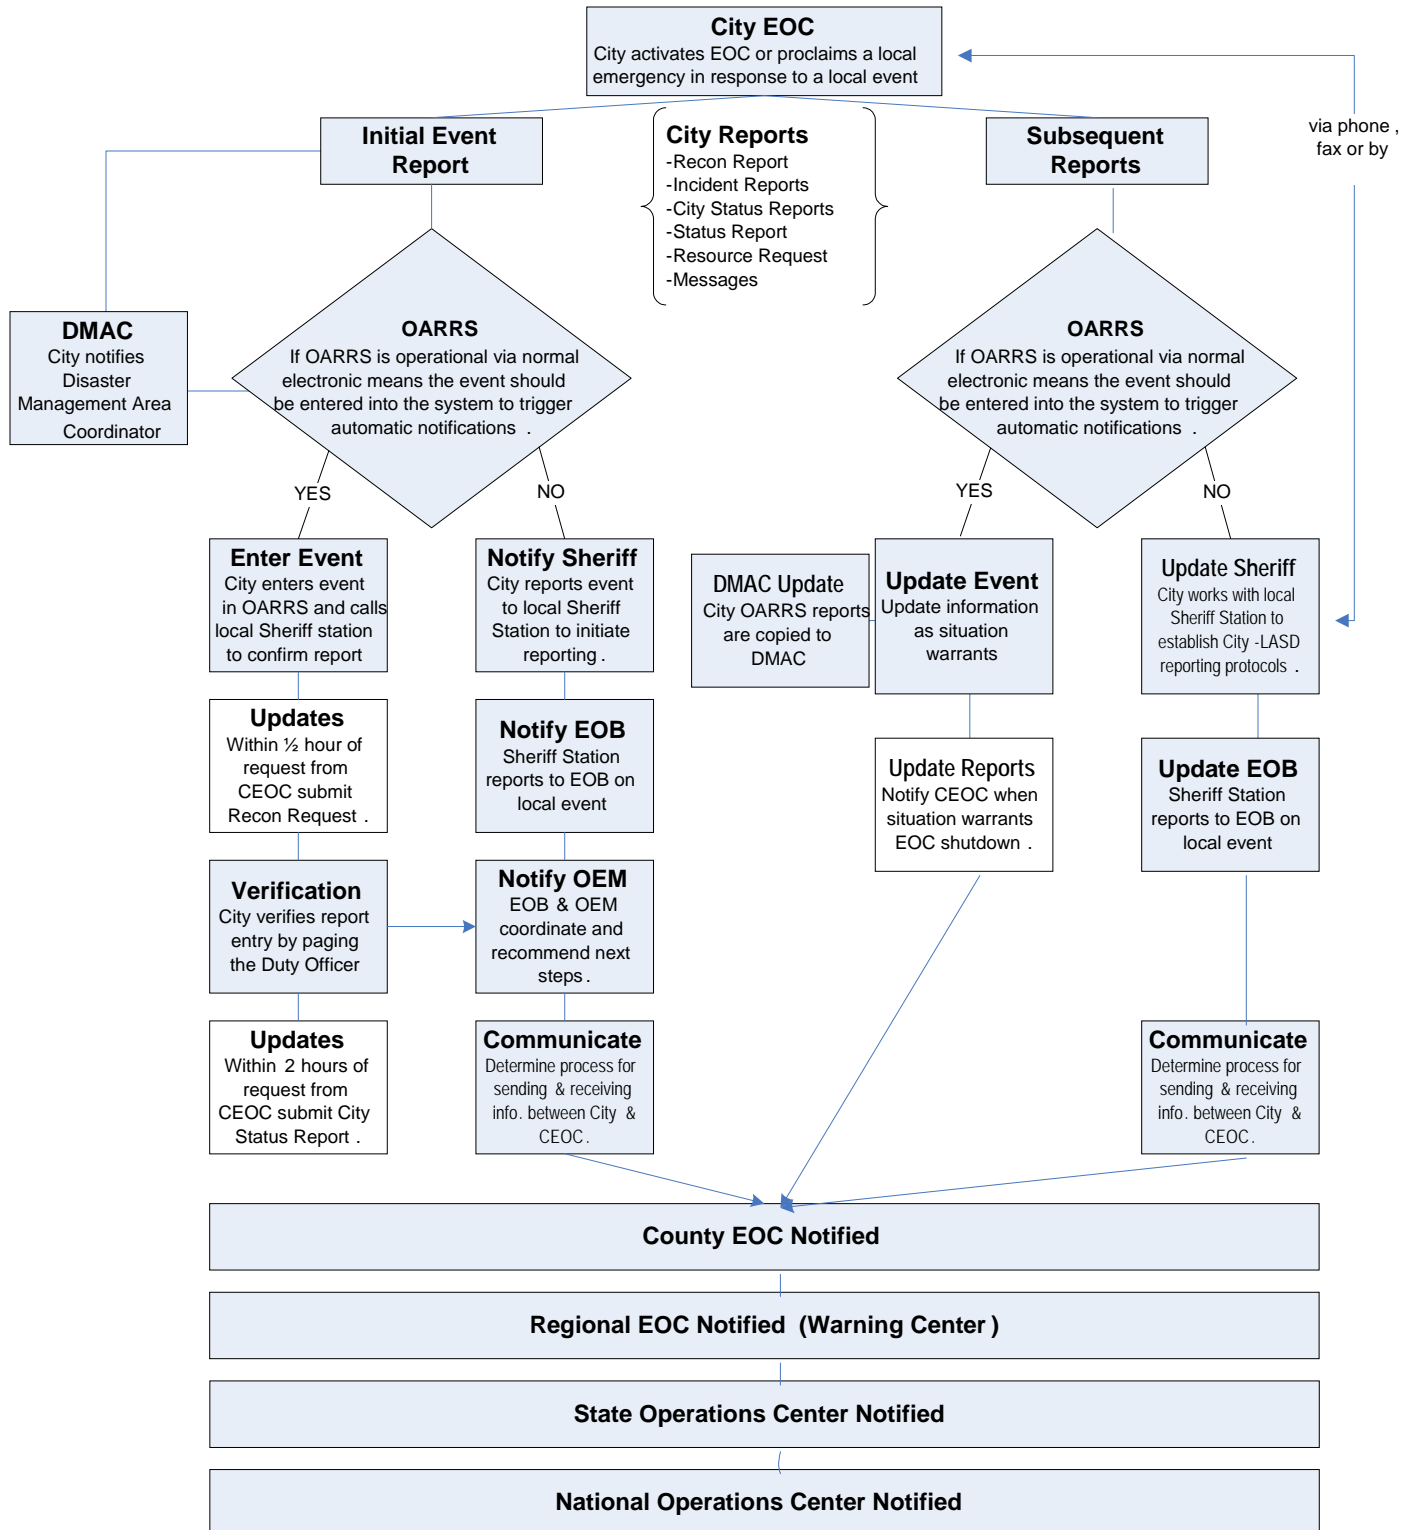 City EOC
City activates EOC or proclaims a local
emergency in response to a local event
via phone ,
fax or by
Initial Event
Report
City Reports
-Recon Report
-Incident Reports
-City Status Reports
-Status Report
-Resource Request
-Messages
Subsequent
Reports
DMAC
City notifies
Disaster
Management Area
Coordinator
OARRS
If OARRS is operational via normal
electronic means the event should
be entered into the system to trigger
automatic notifications .
OARRS
If OARRS is operational via normal
electronic means the event should
be entered into the system to trigger
automatic notifications .
YES
NO
YES
NO
Enter Event
City enters event
in OARRS and calls
local Sheriff station
to confirm report
Notify Sheriff
City reports event
to local Sheriff
Station to initiate
reporting .
DMAC Update
City OARRS reports
are copied to
DMAC
Update Event
Update information
as situation
warrants
Update Sheriff
City works with local
Sheriff Station to
establish City -LASD
reporting protocols .
Updates
Within ½ hour of
request from
CEOC submit
Recon Request .
Notify EOB
Sheriff Station
reports to EOB on
local event
Update Reports
Notify CEOC when
situation warrants
EOC shutdown .
Update EOB
Sheriff Station
reports to EOB on
local event
Verification
City verifies report
entry by paging
the Duty Officer
Notify OEM
EOB & OEM
coordinate and
recommend next
steps .
Updates
Within 2 hours of
request from
CEOC submit City
Status Report .
Communicate
Determine process for
sending & receiving
info. between City &
CEOC .
Communicate
Determine process for
sending & receiving
info. between City &
CEOC .
County EOC Notified
Regional EOC Notified (Warning Center )
State Operations Center Notified
National Operations Center Notified